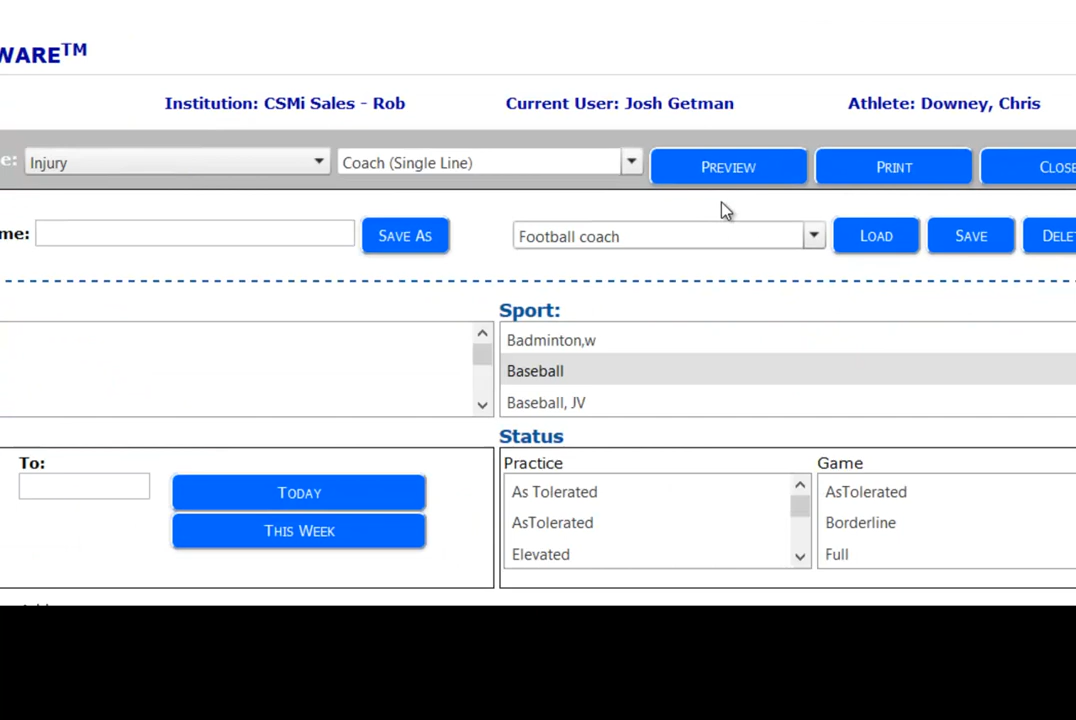 WARE™
Institution: CSMi Sales - Rob Current User: Josh Getman Athlete: Downey, Chris
e: Injury Coach (Single Line) PREVIEW PRINT CLOSE
me: SAVE AS Football coach LOAD SAVE DELET
Sport:
Badminton,w
Baseball
Baseball, JV
Status
To: Practice Game
TODAY As Tolerated AsTolerated
THIS WEEK AsTolerated Borderline
Elevated Full